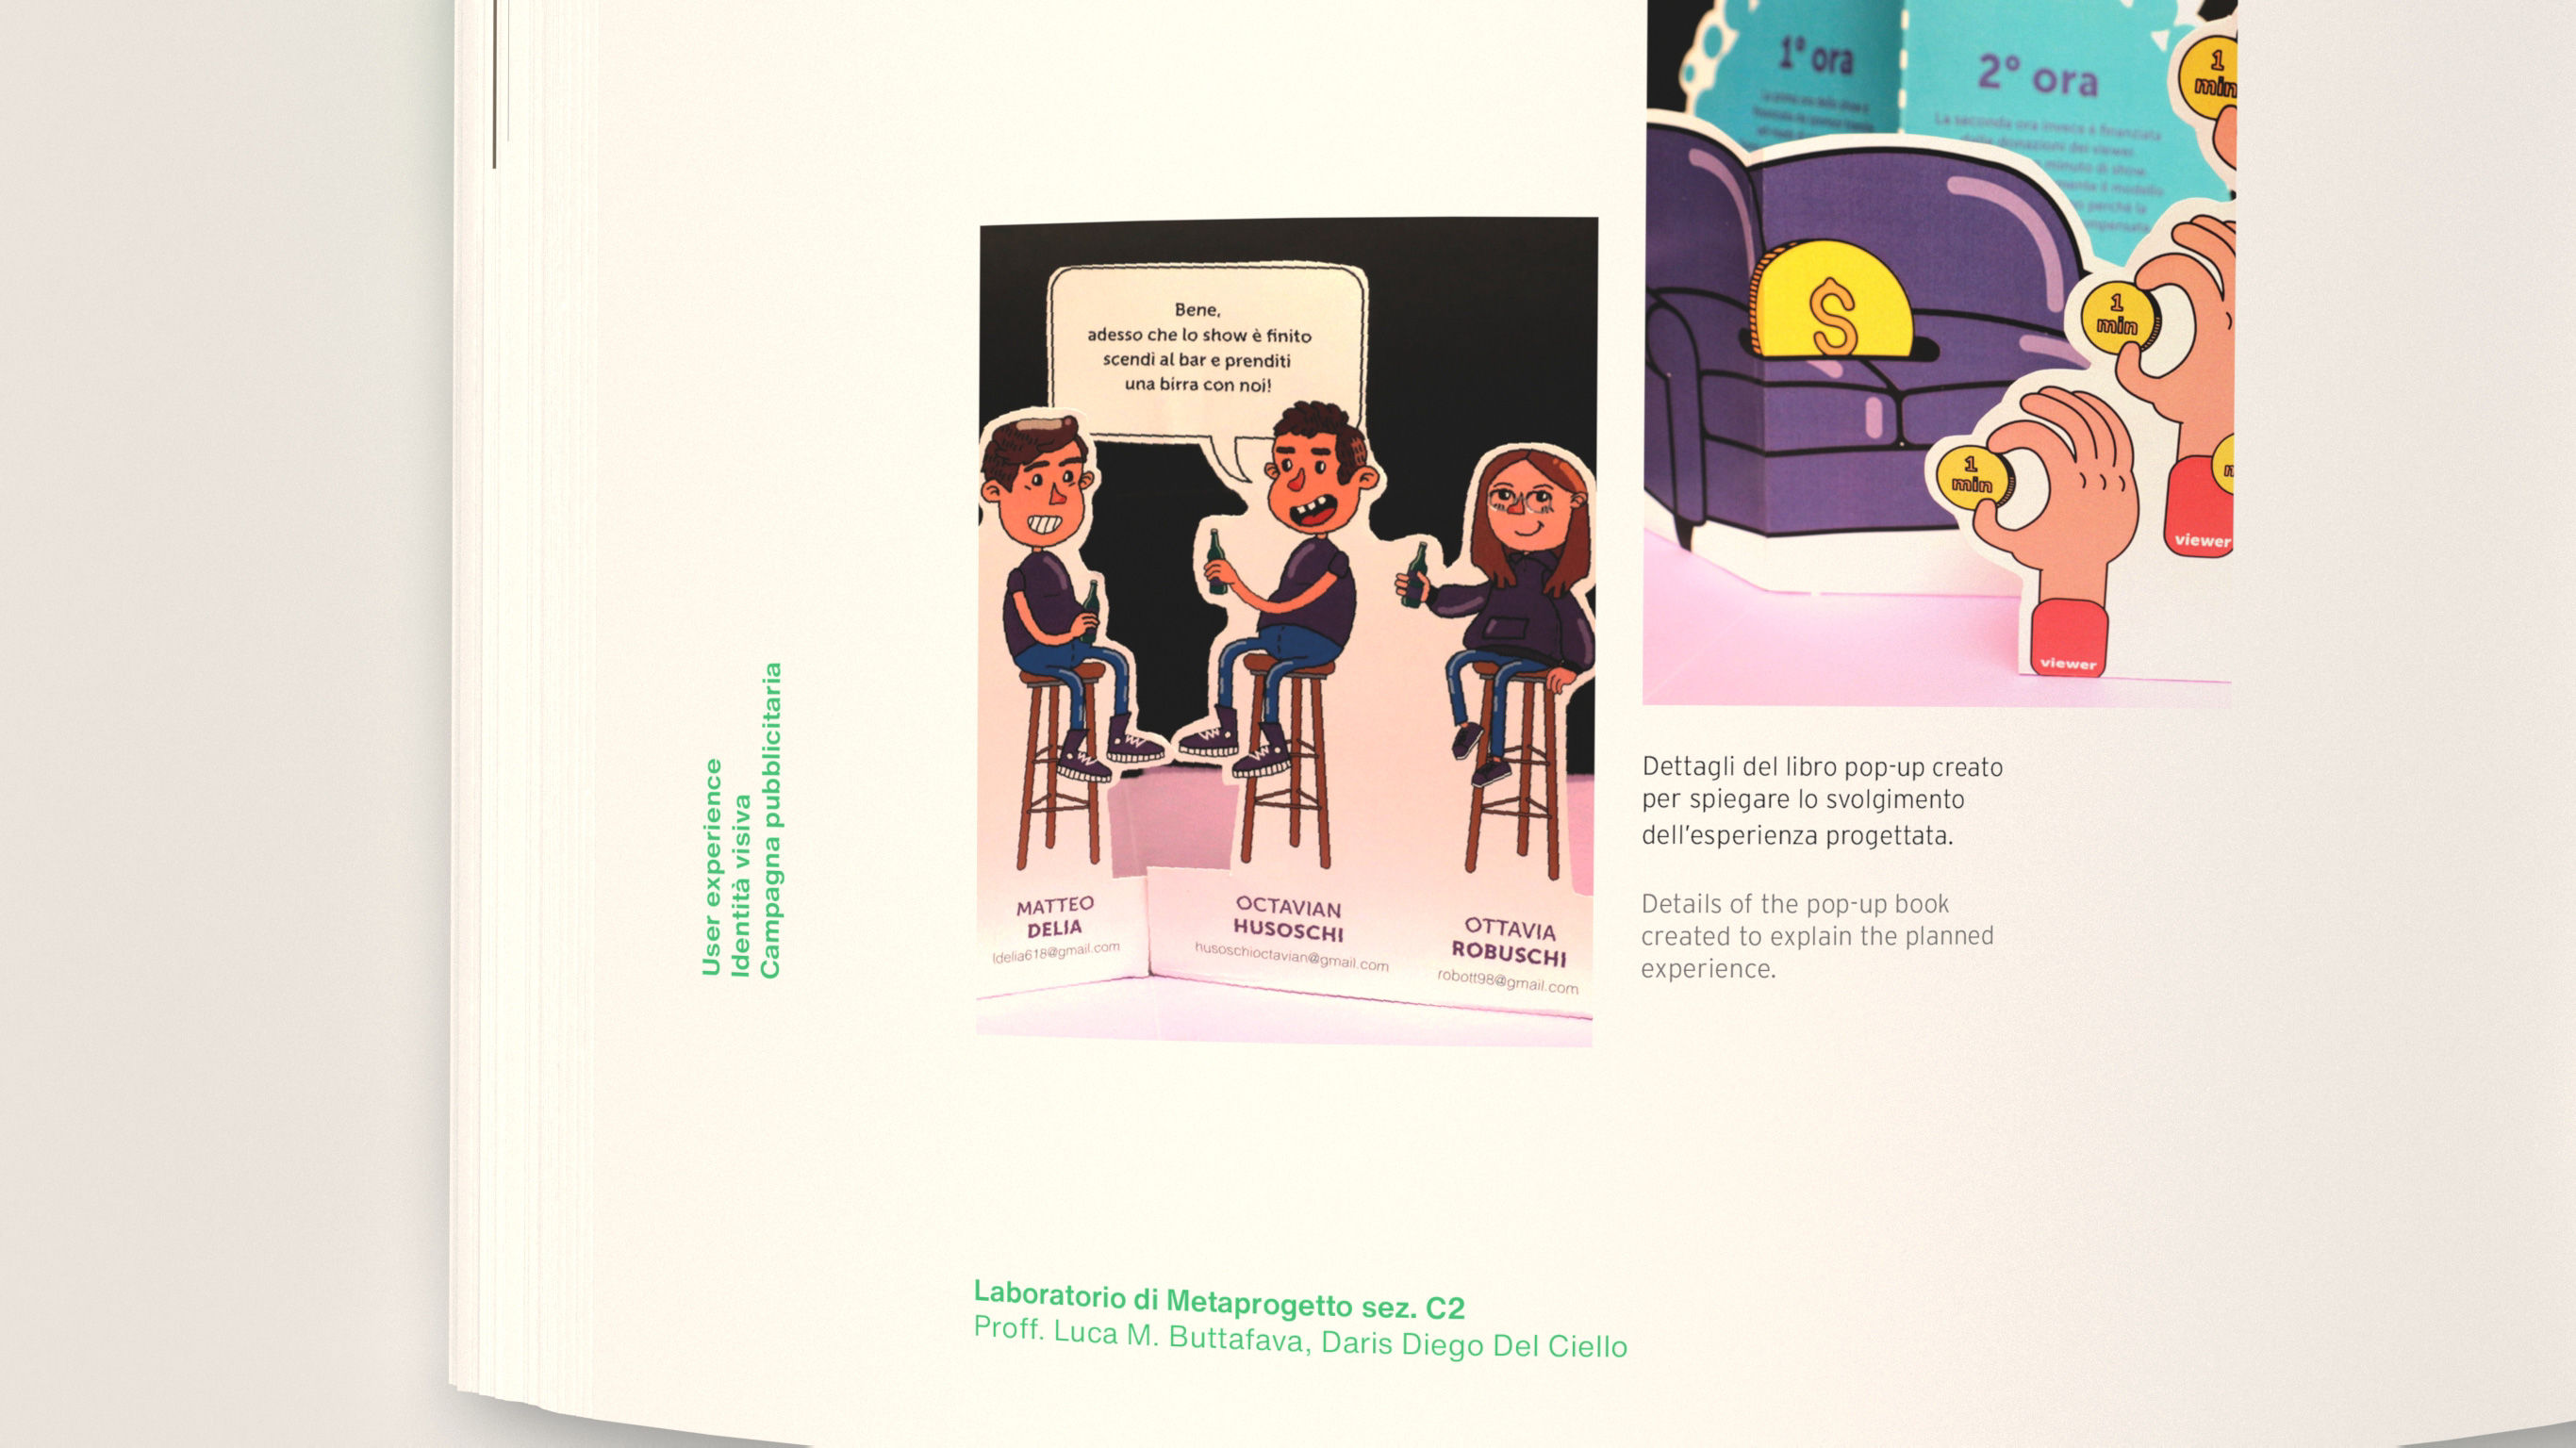 User experience
Identità visiva
Campagna pubblicitaria
Bene,
adesso che lo show è finito
scendi al bar e prenditi
una birra con noi!
MATTEO
DELIA
ldelia618@gmail.com
OCTAVIAN
HUSOSCHI
husoschioctavian@gmail.com
OTTAVIA
ROBUSCHI
robott98@gmail.com
1° ora
2° ora
La seconda ora invece è finanziata
dalle donazioni dei viewer.
minuto di show
il modello
perché la
1
min
1
min
1
min
viewer
viewer
Dettagli del libro pop-up creato
per spiegare lo svolgimento
dell'esperienza progettata.
Details of the pop-up book
created to explain the planned
experience.
Laboratorio di Metaprogetto sez. C2
Proff. Luca M. Buttafava, Daris Diego Del Ciello